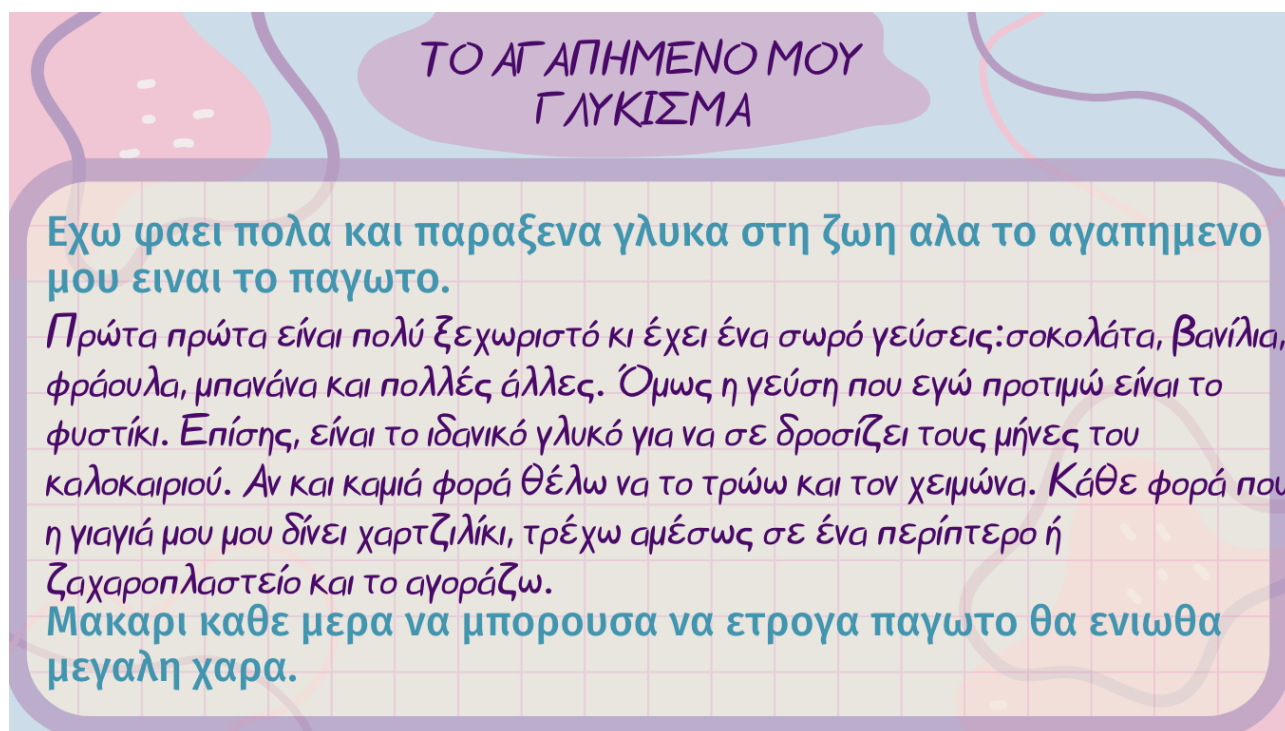 ΤΟ ΑΓΑΠΗΜΕΝΟ ΜΟΥ
ΓΛΥΚΙΣΜΑ
Εχω φαει πολα και παραξενα γλυκα στη ζωη αλα το αγαπημενο
μου ειναι το παγωτο.
Πρώτα πρώτα είναι πολύ ξεχωριστό κι έχει ένα σωρό γεύσεις:σοκολάτα, βανίλια,
φράουλα, μπανάνα και πολλές άλλες. Όμως η γεύση που εγώ προτιμώ είναι το
φυστίκι. Επίσης, είναι το ιδανικό γλυκό για να σε δροσίζει τους μήνες του
καλοκαιριού. Αν και καμιά φορά θέλω να το τρώω και τον χειμώνα. Κάθε φορά που
η γιαγιά μου μου δίνει χαρτζιλίκι, τρέχω αμέσως σε ένα περίπτερο ή
ζαχαροπλαστείο και το αγοράζω.
Μακαρι καθε μερα να μπορουσα να ετρογα παγωτο θα ενιωθα
μεγαλη χαρα.